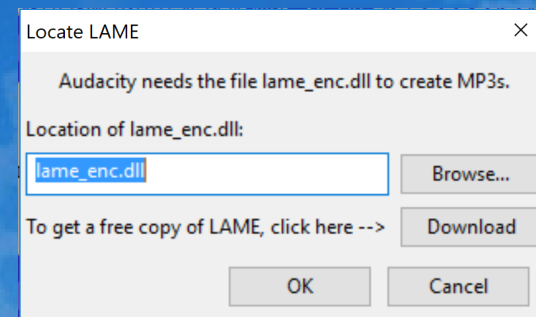 Locate LAME
Audacity needs the file lame_enc.dll to create MP3s.
Location of lame_enc.dll:
lame_enc.dll
Browse...
To get a free copy of LAME, click here -->
Download
OK
Cancel